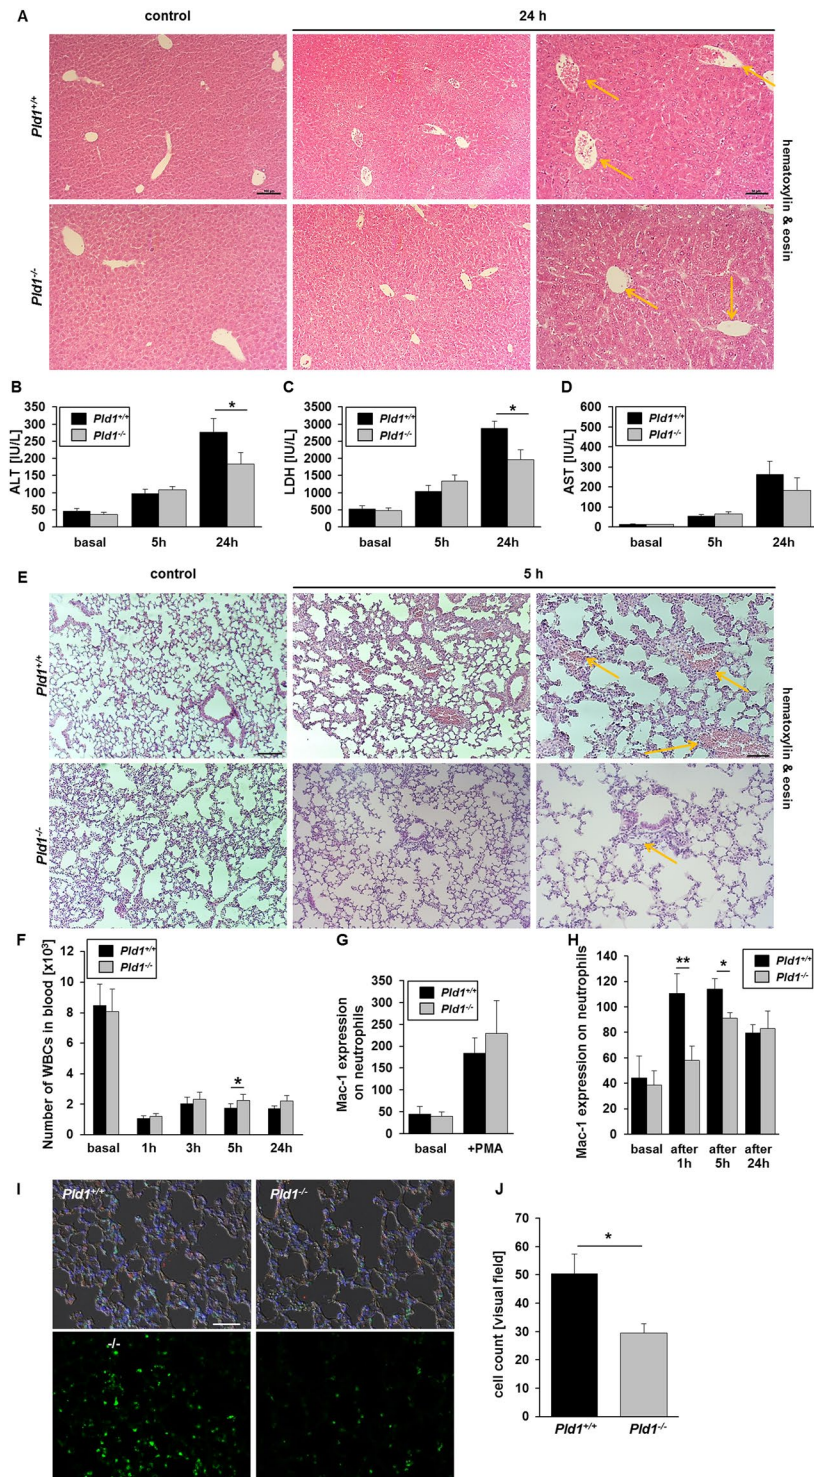 A
control
24 h
Pld1+/+
Pld1-/-
hematoxylin & eosin
B
ALT [IU/L]
350
300
250
200
150
100
50
0
Pld1+/+
Pld1-/-
*
basal
5h
24h
C
LDH [IU/L]
3500
3000
2500
2000
1500
1000
500
0
Pld1+/+
Pld1-/-
*
basal
5h
24h
D
AST [IU/L]
600
500
400
300
200
100
0
Pld1+/+
Pld1-/-
basal
5h
24h
E
control
5 h
Pld1+/+
Pld1-/-
hematoxylin & eosin
F
Number of WBCs in blood [x10³]
12
10
8
6
4
2
0
Pld1+/+
Pld1-/-
*
basal
1h
3h
5h
24h
G
Mac-1 expression
on neutrophils
350
300
250
200
150
100
50
0
Pld1+/+
Pld1-/-
basal
+PMA
H
Mac-1 expression on neutrophils
140
120
100
80
60
40
20
0
Pld1+/+
Pld1-/-
**
*
basal
after
1h
after
5h
after
24h
I
Pld1+/+
Pld1-/-
-/-
J
cell count [visual field]
70
60
50
40
30
20
10
0
*
Pld1+/+
Pld1-/-